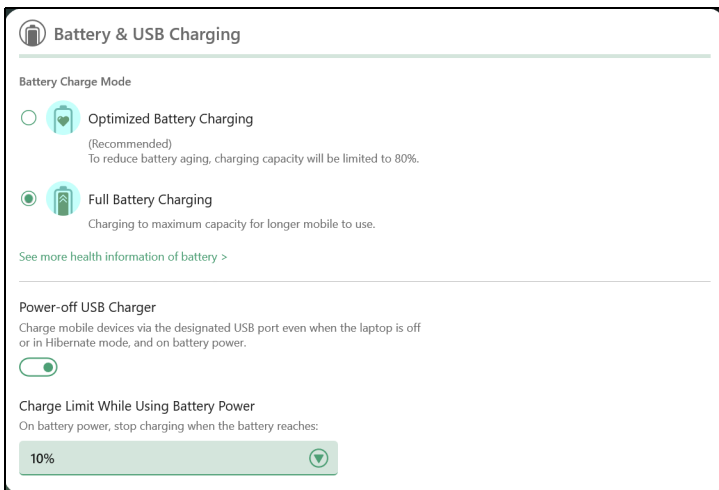 Battery & USB Charging
Battery Charge Mode
Optimized Battery Charging
(Recommended)
To reduce battery aging, charging capacity will be limited to 80%.
Full Battery Charging
Charging to maximum capacity for longer mobile to use.
See more health information of battery >
Power-off USB Charger
Charge mobile devices via the designated USB port even when the laptop is off
or in Hibernate mode, and on battery power.
Charge Limit While Using Battery Power
On battery power, stop charging when the battery reaches:
10%